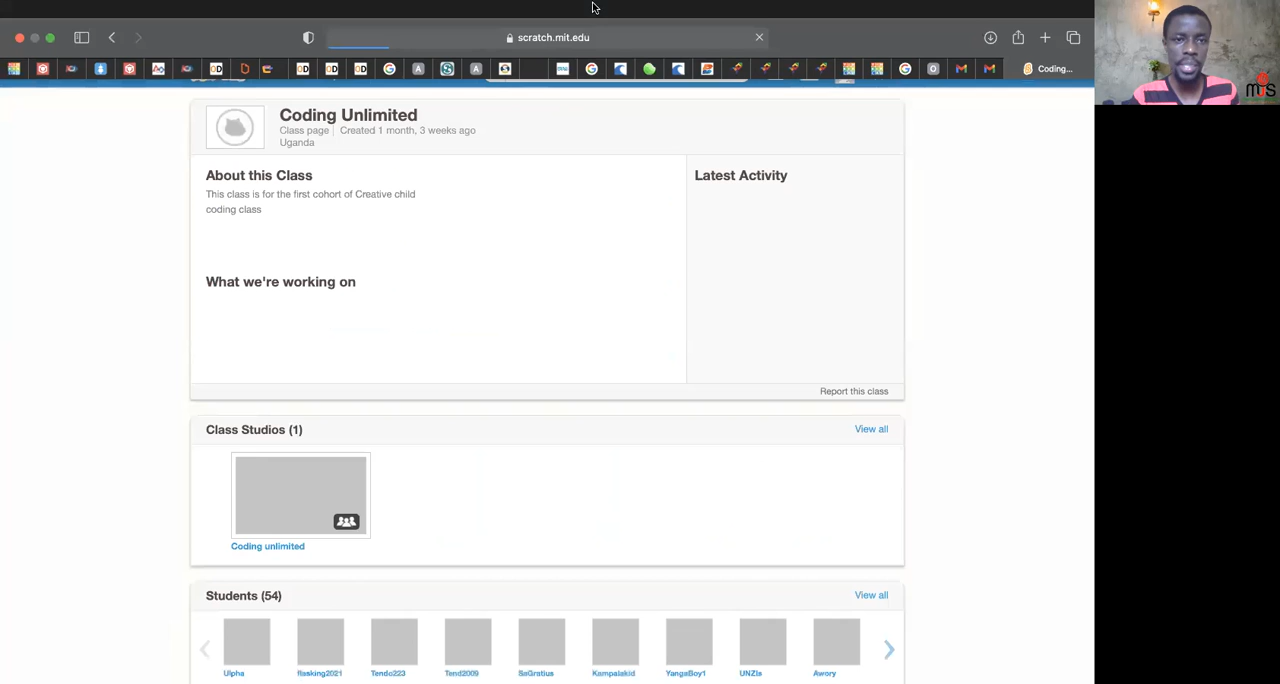 scratch.mit.edu
Coding...
Coding Unlimited
Class page | Created 1 month, 3 weeks ago
Uganda
About this Class
Latest Activity
This class is for the first cohort of Creative child
coding class
What we're working on
Report this class
Class Studios (1)
View all
Coding unlimited
Students (54)
View all
Ulpha
Tendo223
Tend2009
SaGratius
Kampalakid
YangaBoy1
UNZIs
Awory